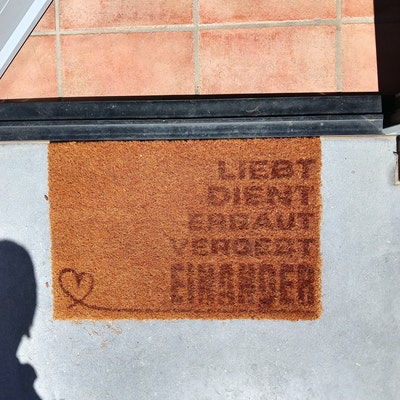 LIEBT
DIENT
ERBAUT
VERGEBT
EINANDER